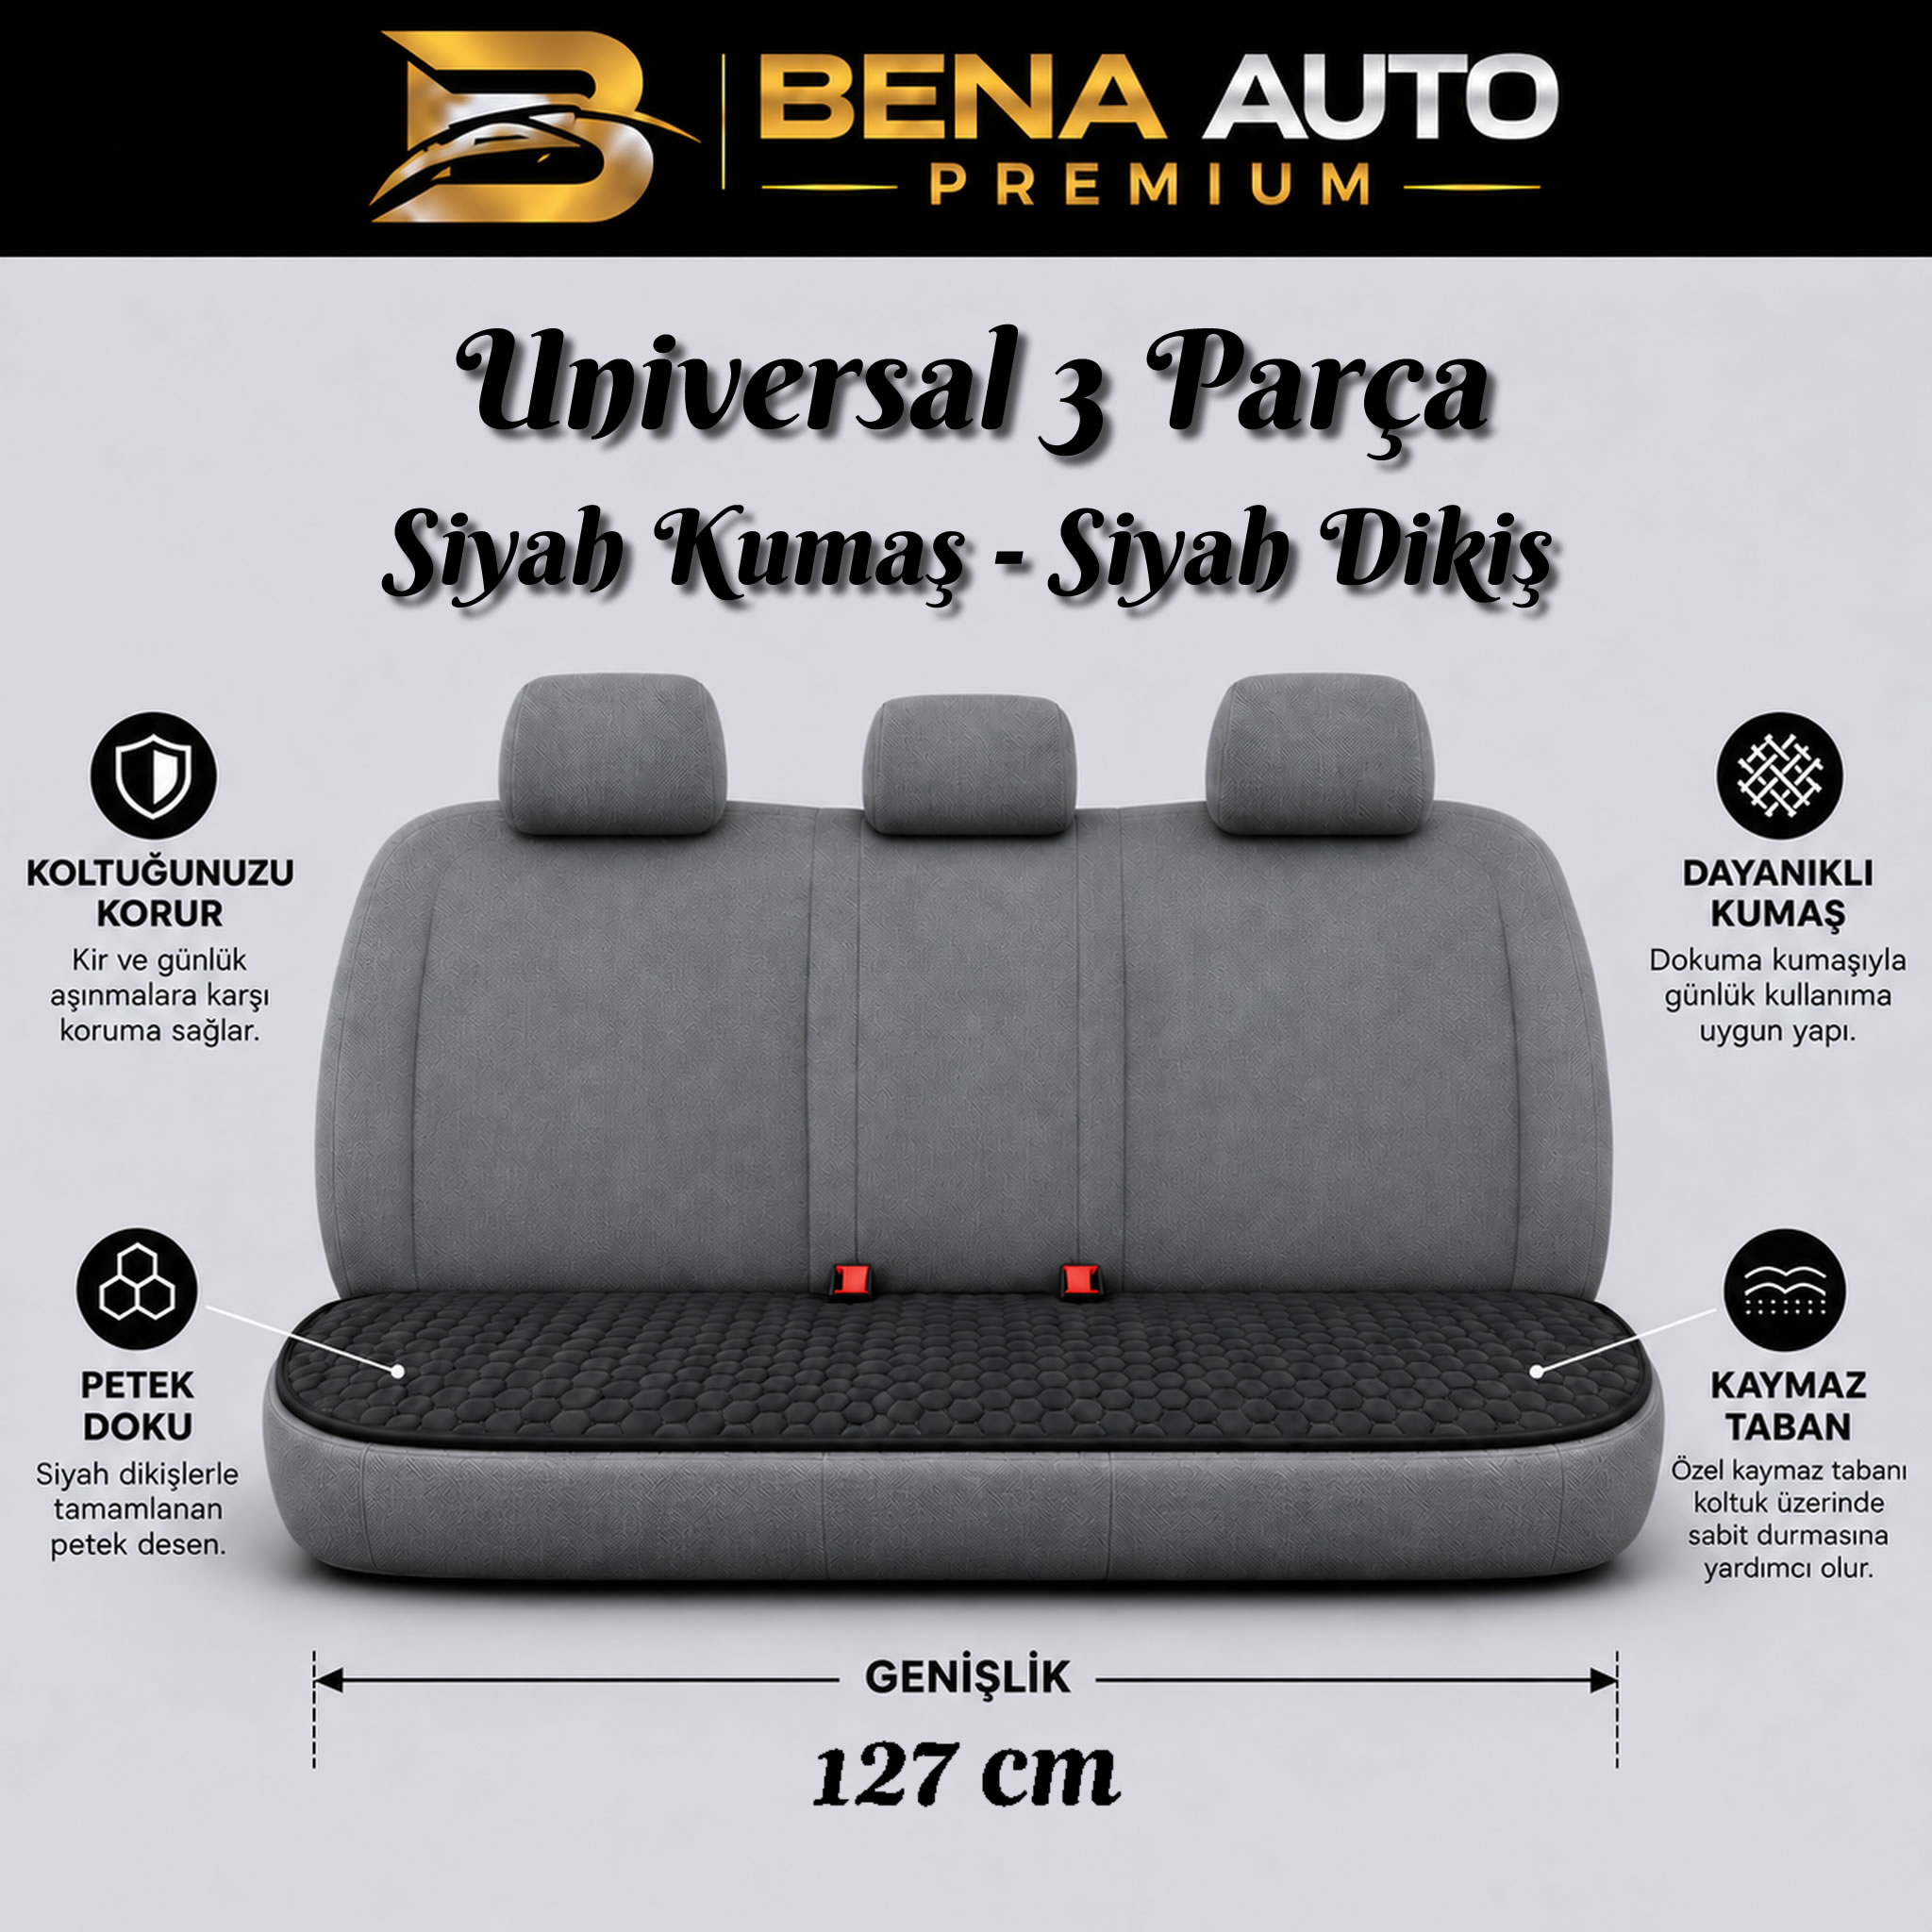 BENA AUTO
PREMIUM
Universal 3 Parça
Siyah Kumaş - Siyah Dikiş
KOLTUĞUNUZU
KORUR
Kir ve günlük
aşınmalara karşı
koruma sağlar.
DAYANIKLI
KUMAŞ
Dokuma kumaşıyla
günlük kullanıma
uygun yapı.
PETEK
DOKU
Siyah dikişlerle
tamamlanan
petek desen.
KAYMAZ
TABAN
Özel kaymaz tabanı
koltuk üzerinde
sabit durmasına
yardımcı olur.
GENİŞLİK
127 cm